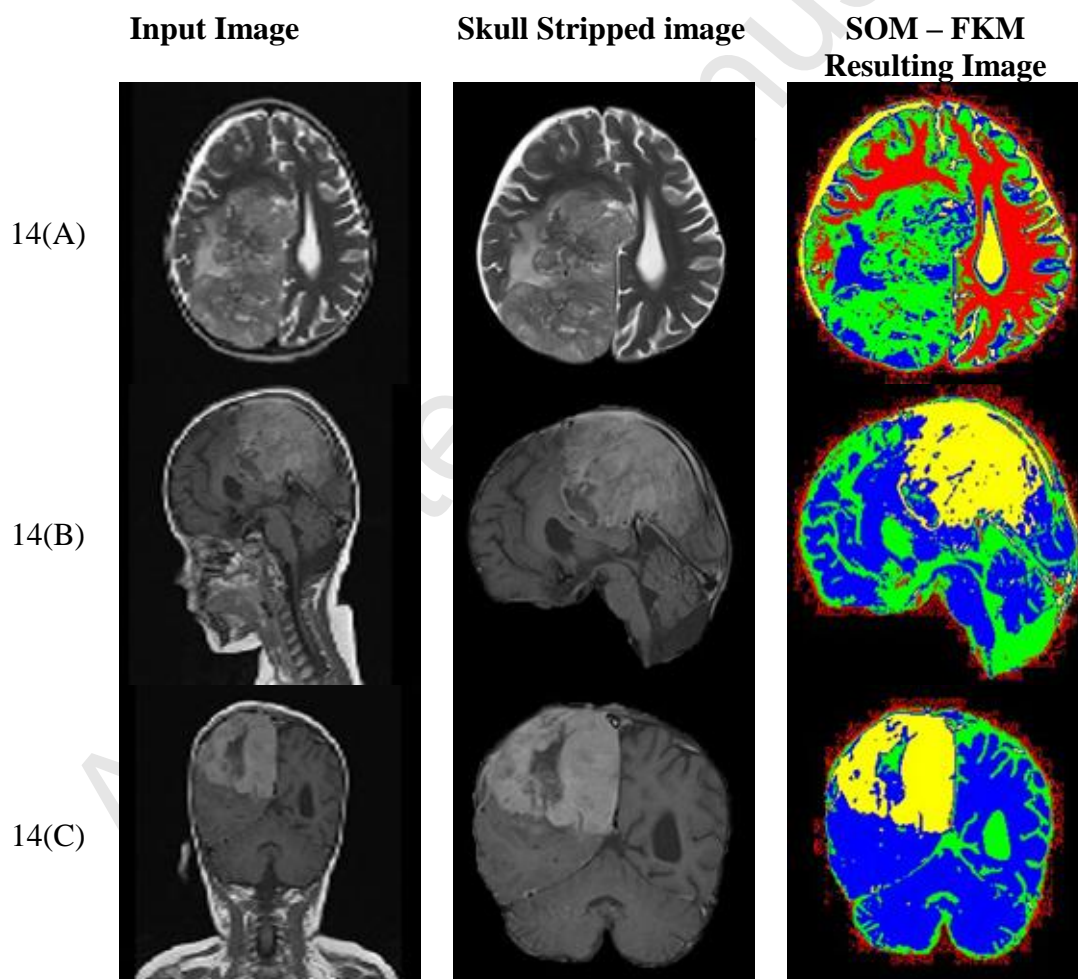 Input Image Skull Stripped image SOM – FKM
Resulting Image
14(A)
14(B)
14(C)